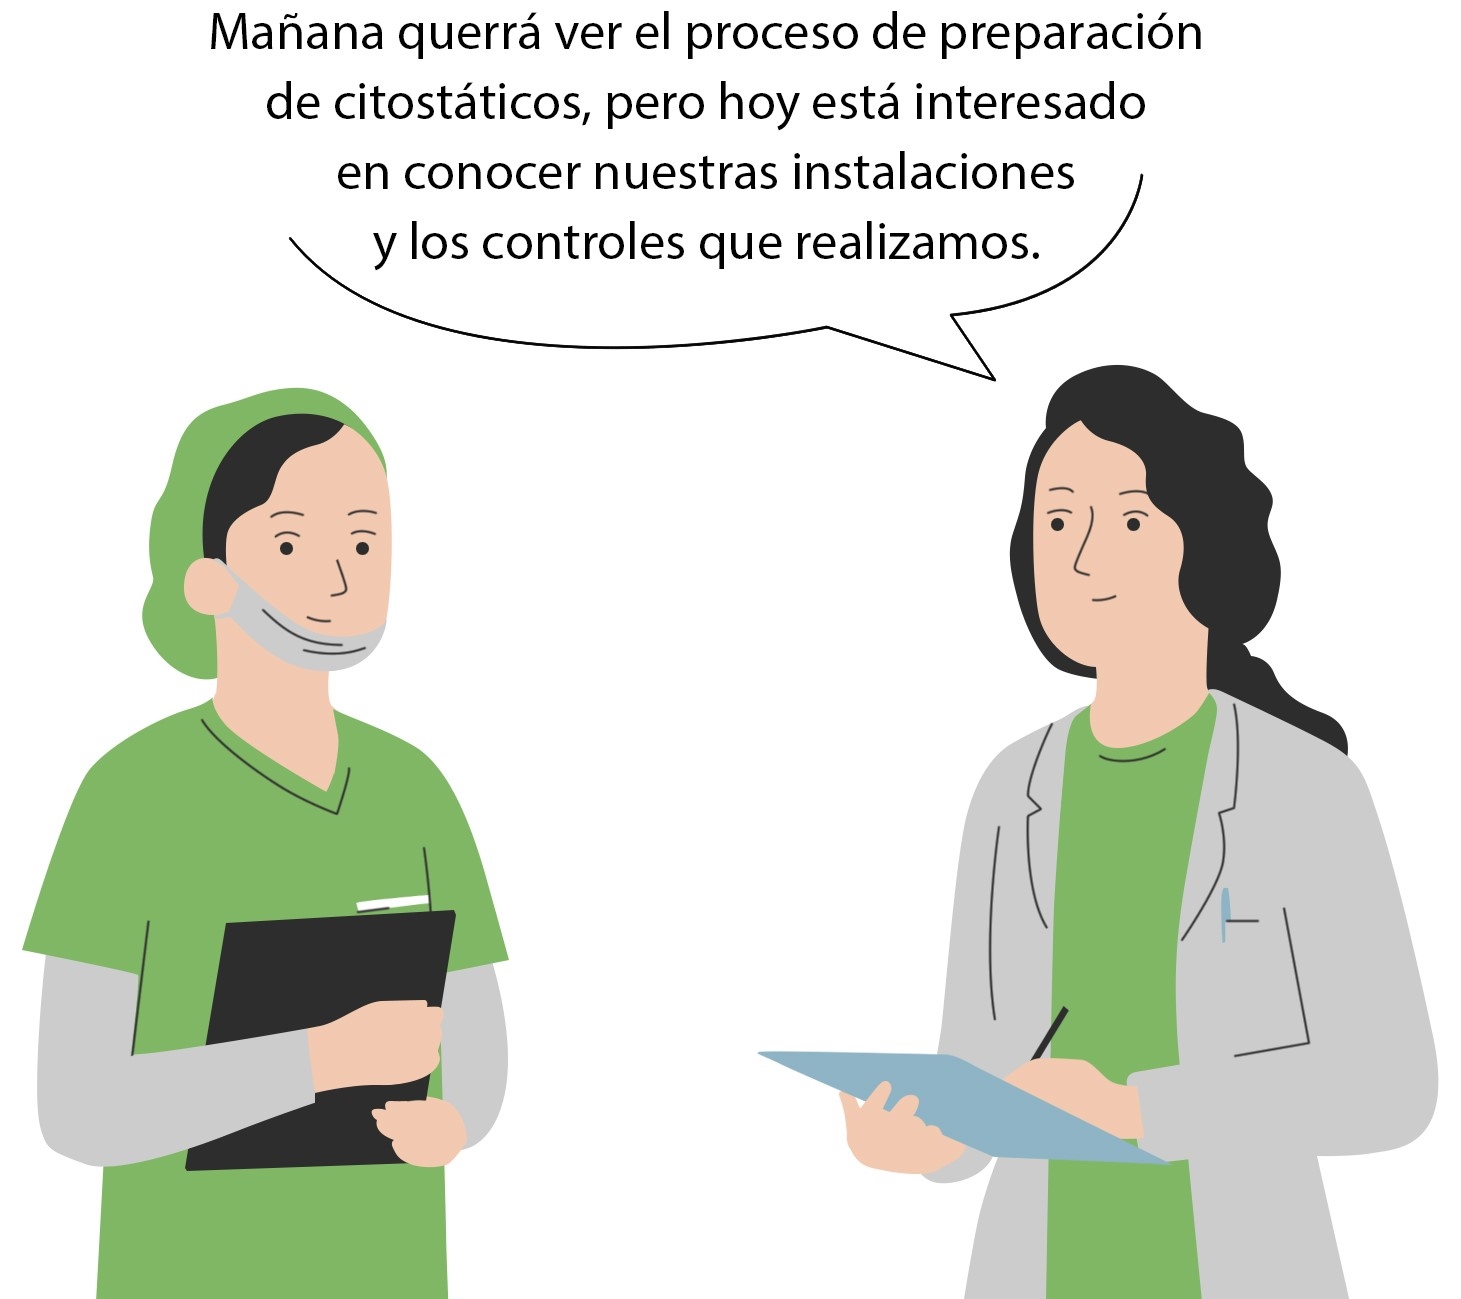 Mañana querrá ver el proceso de preparación
de citostáticos, pero hoy está interesado
en conocer nuestras instalaciones
y los controles que realizamos.